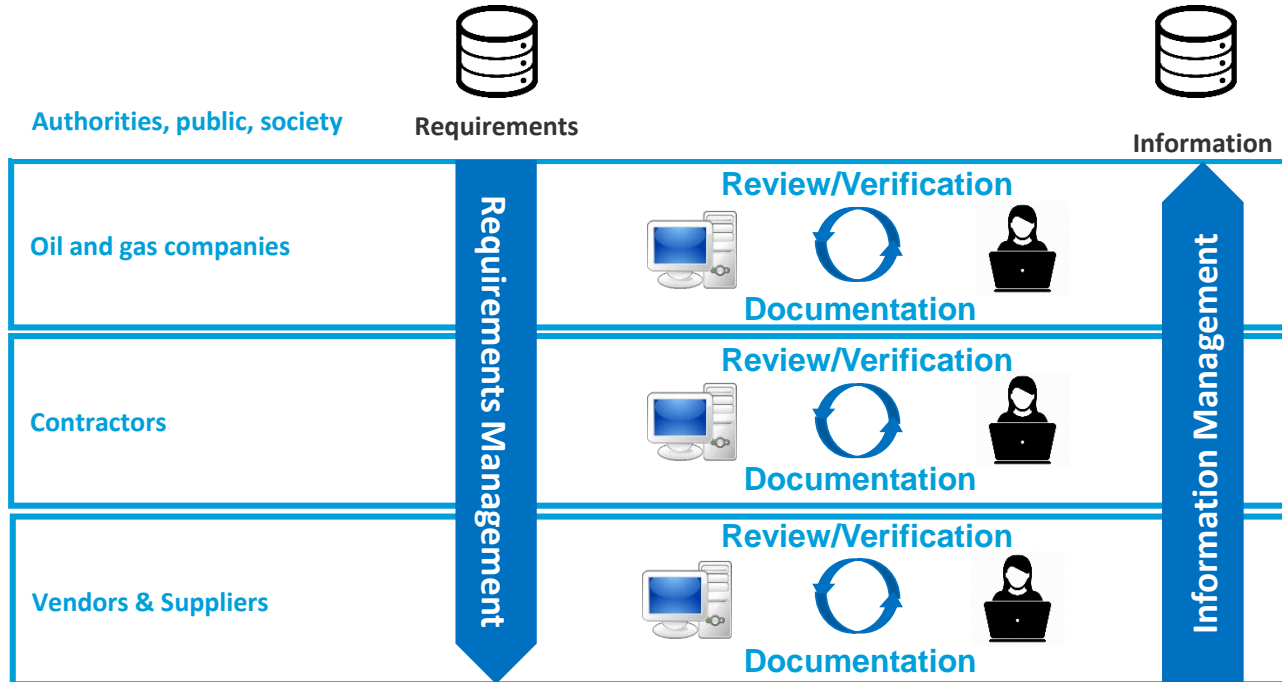 Authorities, public, society
Requirements
Information
Requirements Management
Information Management
Oil and gas companies
Review/Verification
Documentation
Contractors
Review/Verification
Documentation
Vendors & Suppliers
Review/Verification
Documentation